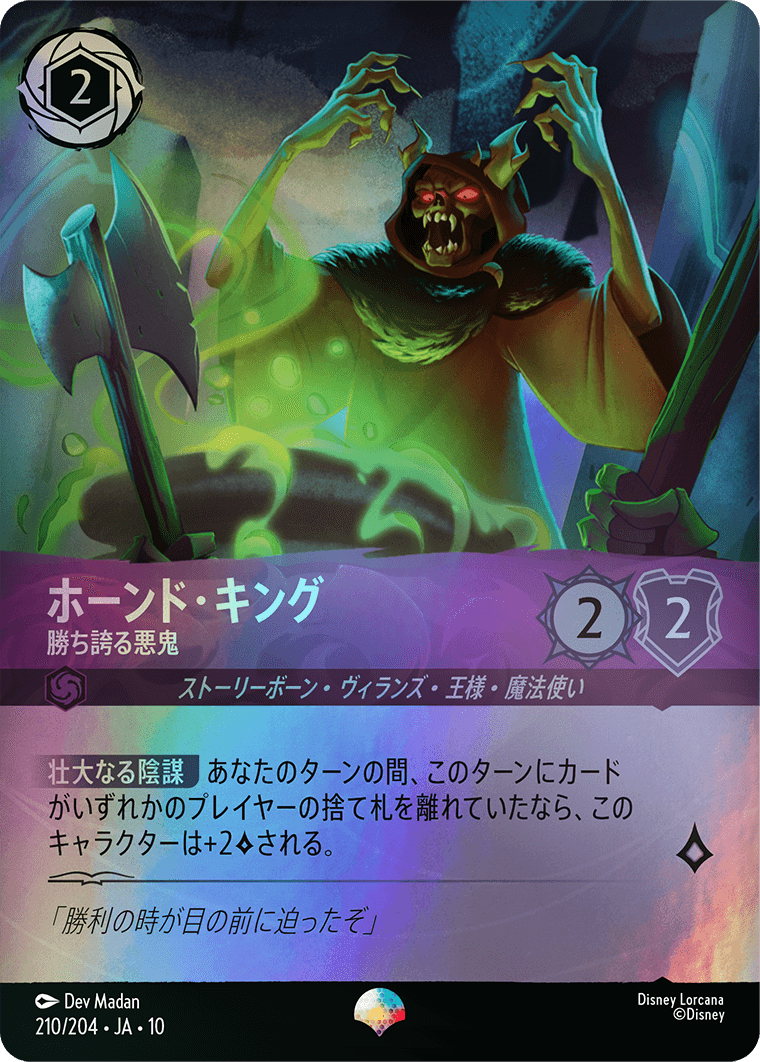 2
ホーンド・キング
勝ち誇る悪鬼
2
2
ストーリーボーン・ヴィランズ・王様・魔法使い
壮大なる陰謀 あなたのターンの間、このターンにカード
がいずれかのプレイヤーの捨て札を離れていたなら、この
キャラクターは+2される。
「勝利の時が目の前に迫ったぞ」
Dev Madan
210/204 • JA • 10
Disney Lorcana
©Disney